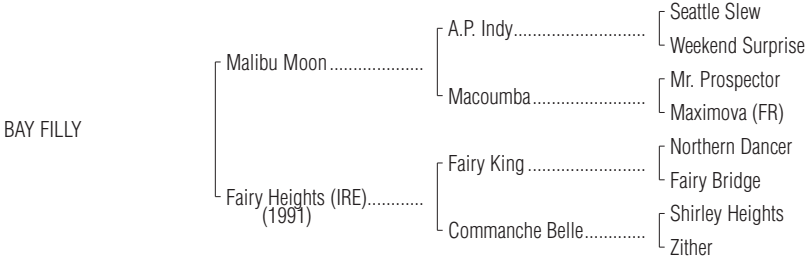 Seattle Slew
A.P. Indy..............................
Weekend Surprise
Malibu Moon.....................
Mr. Prospector
Macoumba.........................
Maximova (FR)
BAY FILLY
Northern Dancer
Fairy King...........................
Fairy Bridge
Fairy Heights (IRE)............
(1991)
Shirley Heights
Commanche Belle.............
Zither